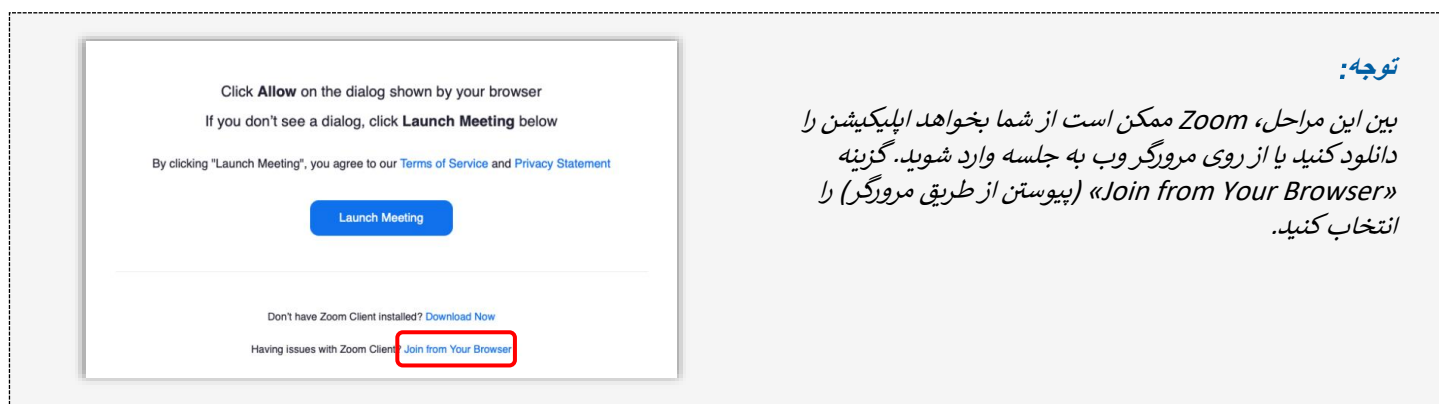 Click Allow on the dialog shown by your browser
If you don't see a dialog, click Launch Meeting below
By clicking "Launch Meeting", you agree to our Terms of Service and Privacy Statement
Launch Meeting
Don't have Zoom Client installed? Download Now
Having issues with Zoom Client? Join from Your Browser
توجه:
بین این مراحل، Zoom ممکن است از شما بخواهد اپلیکیشن را
دانلود کنید یا از روی مرورگر وب به جلسه وارد شوید. گزینه
«Join from Your Browser» (پیوستن از طریق مرورگر) را
انتخاب کنید.